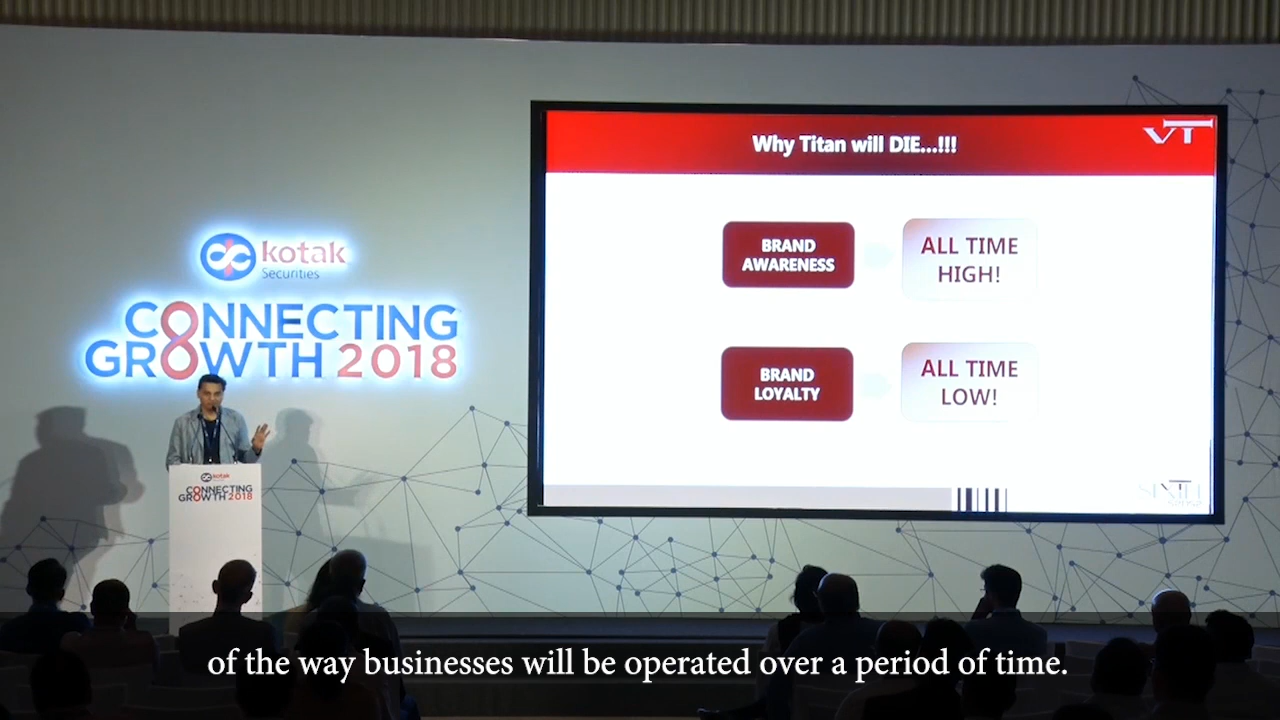 Why Titan will DIE...!!!
VT
BRAND
AWARENESS
ALL TIME
HIGH!
BRAND
LOYALTY
ALL TIME
LOW!
kotak
Securities
CONNECTING
GROWTH 2018
kotak
CONNECTING
GROWTH 2018
of the way businesses will be operated over a period of time.